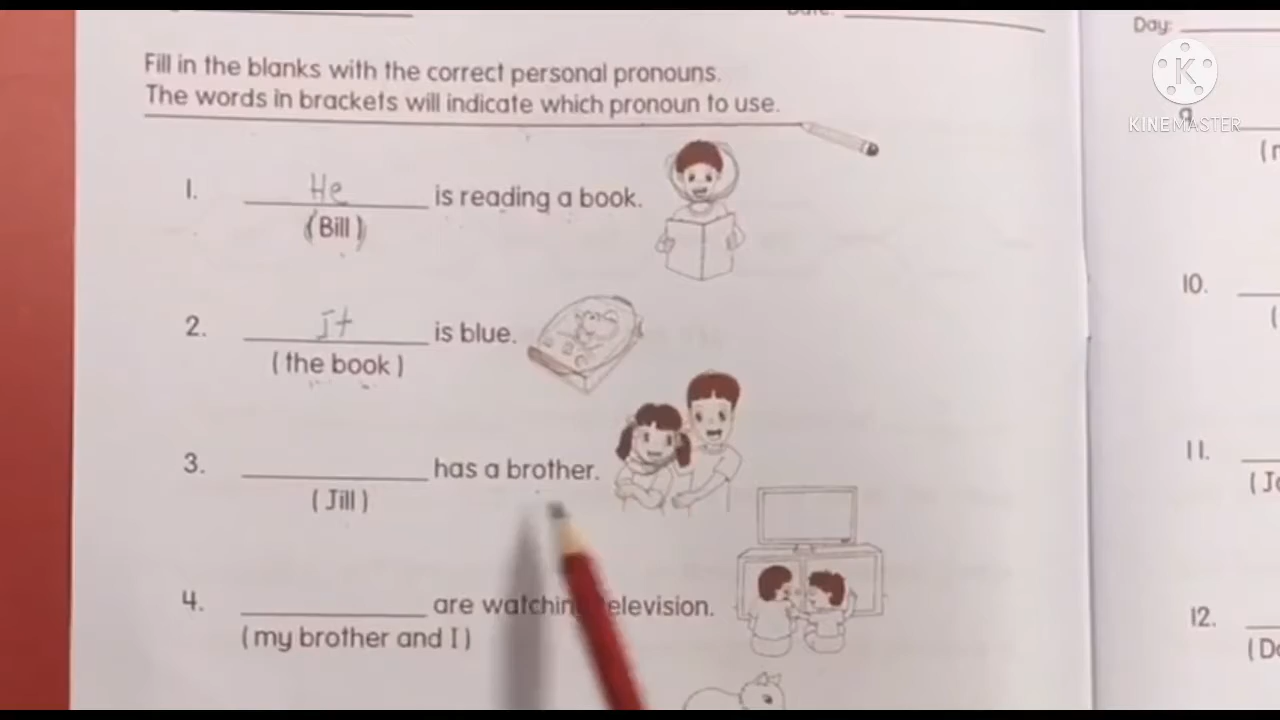 Date:
Day:
Fill in the blanks with the correct personal pronouns.
The words in brackets will indicate which pronoun to use.
1. He is reading a book.
(Bill)
2. It is blue.
(the book)
3. has a brother.
(Jill)
4. are watching television.
(my brother and I)
K
KINEMASTER
9.
10.
11.
12.